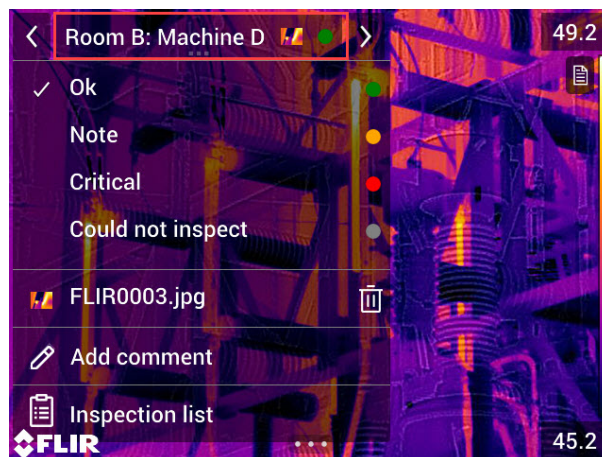 Room B: Machine D
49.2
Ok
Note
Critical
Could not inspect
FLIR0003.jpg
Add comment
Inspection list
FLIR
45.2